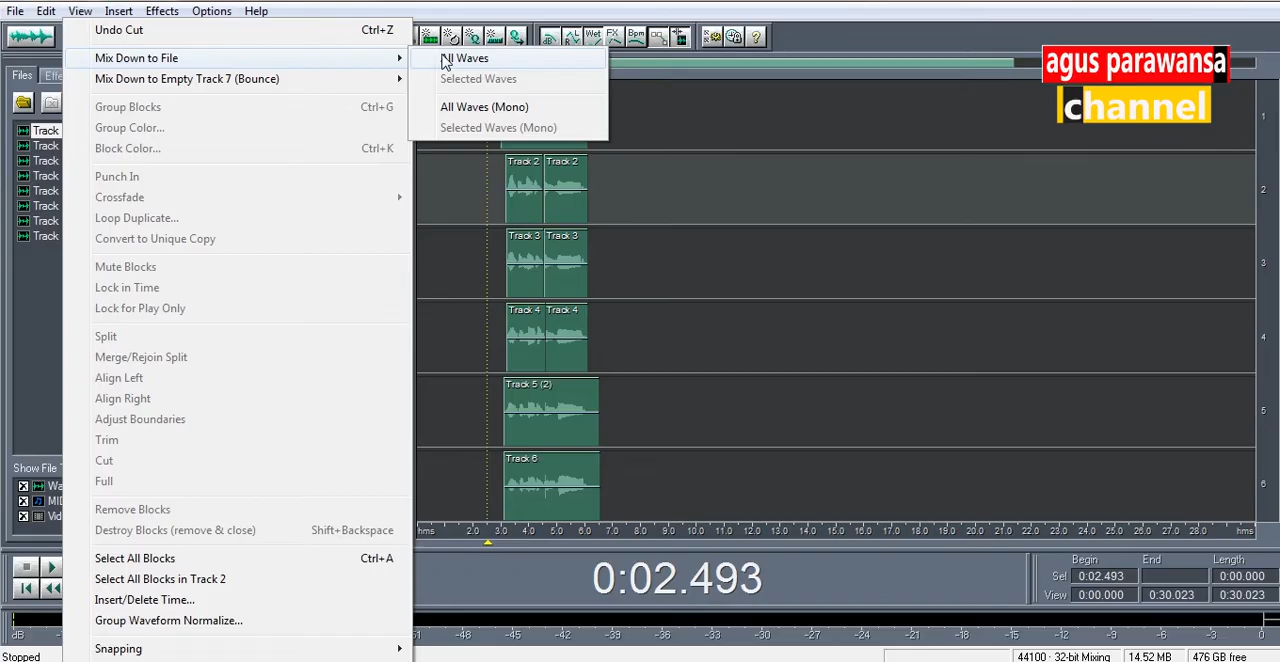 File Edit View Insert Effects Options Help
Undo Cut Ctrl+Z
Mix Down to File
Mix Down to Empty Track 7 (Bounce)
Group Blocks Ctrl+G
Group Color...
Block Color... Ctrl+K
Punch In
Crossfade
Loop Duplicate...
Convert to Unique Copy
Mute Blocks
Lock in Time
Lock for Play Only
Split
Merge/Rejoin Split
Align Left
Align Right
Adjust Boundaries
Trim
Cut
Full
Remove Blocks
Destroy Blocks (remove & close) Shift+Backspace
Select All Blocks Ctrl+A
Select All Blocks in Track 2
Insert/Delete Time...
Group Waveform Normalize...
Snapping
All Waves
Selected Waves
All Waves (Mono)
Selected Waves (Mono)
Wet FX Bpm
agus parawansa
channel
Files
Track
Track
Track
Track
Track
Track
Track
Track
Show File
1
Track 2 Track 2
2
Track 3 Track 3
3
Track 4 Track 4
4
Track 5 (2)
5
Track 6
6
hms 2.0 3.0 4.0 5.0 6.0 7.0 8.0 9.0 10.0 11.0 12.0 13.0 14.0 15.0 16.0 17.0 18.0 19.0 20.0 21.0 22.0 23.0 24.0 25.0 26.0 27.0 28.0 hms
0:02.493
Begin End Length
Sel 0:02.493 0:00.000
View 0:00.000 0:30.023 0:30.023
dB -48 -45 -42 -39 -36 -33 -30 -27 -24 -21 -18 -15 -12 -9 -6 -3 0
Stopped 44100 · 32-bit Mixing 14.52 MB 476 GB free